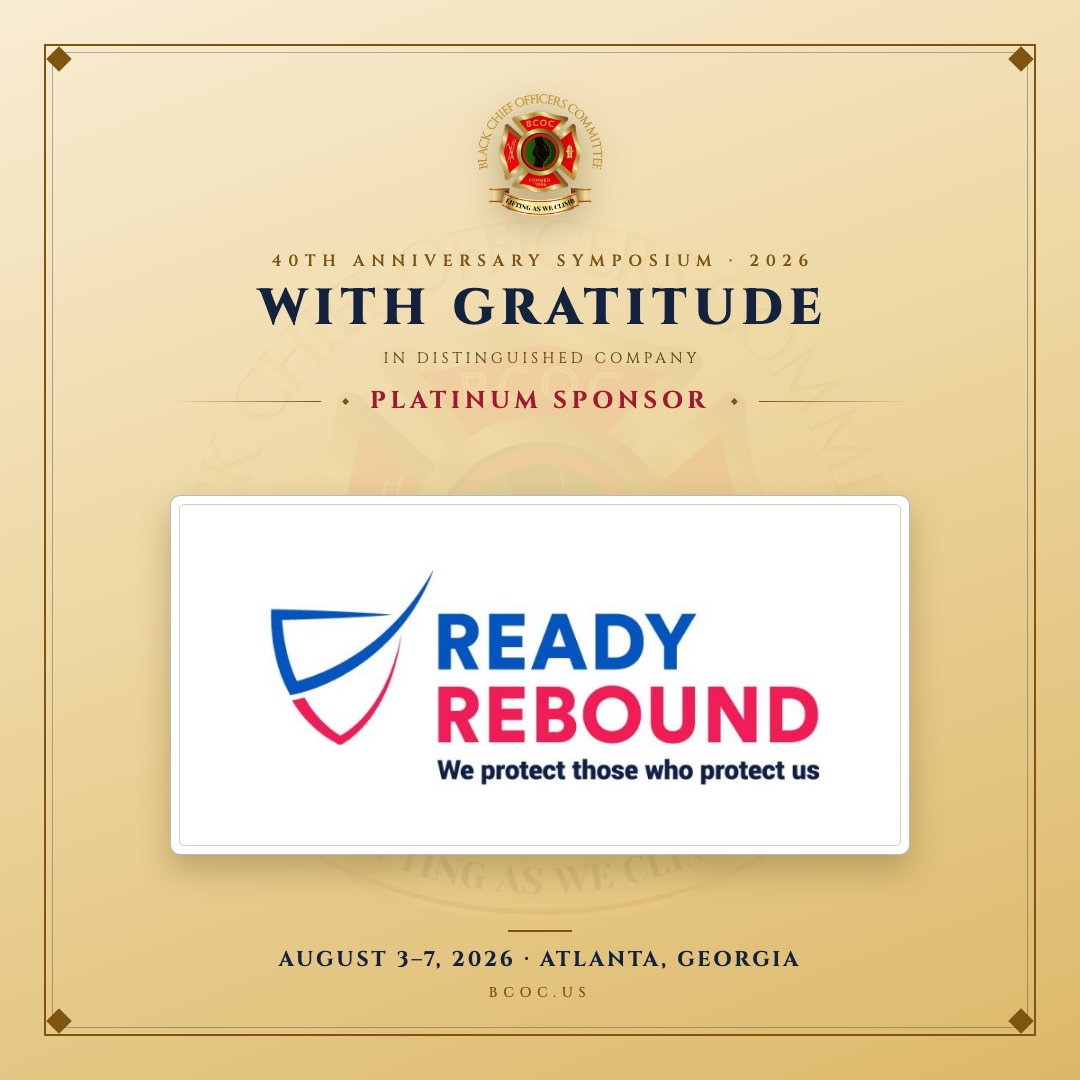 BLACK CHIEF OFFICERS COMMITTEE
BCOC
FORMED
LIFTING AS WE CLIMB
40TH ANNIVERSARY SYMPOSIUM · 2026
WITH GRATITUDE
IN DISTINGUISHED COMPANY
PLATINUM SPONSOR
READY
REBOUND
We protect those who protect us
AUGUST 3–7, 2026 · ATLANTA, GEORGIA
BCOC.US